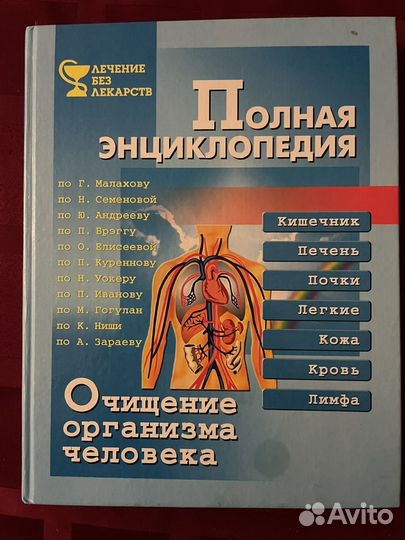 ЛЕЧЕНИЕ
БЕЗ
ЛЕКАРСТВ
ПОЛНАЯ
ЭНЦИКЛОПЕДИЯ
по Г. Малахову
по Н. Семеновой
по Ю. Андрееву
по П. Брэггу
по О. Елисеевой
по П. Куреннову
по Н. Уокеру
по П. Иванову
по М. Гогулан
по К. Ниши
по А. Зараеву
Кишечник
Печень
Почки
Легкие
Кожа
Кровь
Лимфа
Очищение
организма
человека
Avito